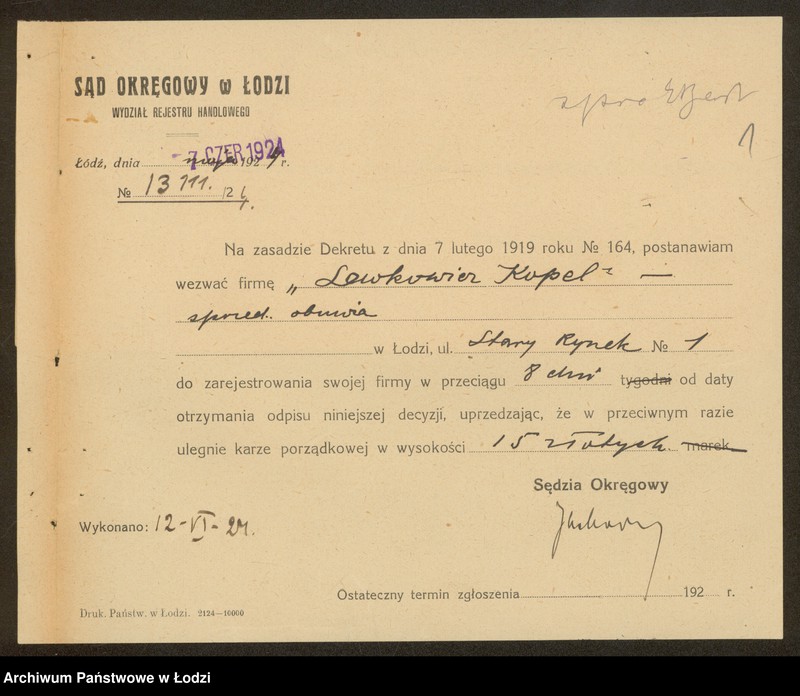 SĄD OKRĘGOWY w ŁODZI
WYDZIAŁ REJESTRU HANDLOWEGO
1
Łódź, dnia 7 CZER 1924 maja 1924 r.
№ 13111./24.
Na zasadzie Dekretu z dnia 7 lutego 1919 roku № 164, postanawiam
wezwać firmę „Lewkowicz Kopel" —
sprzed. obuwia
w Łodzi, ul. Stary Rynek № 1
do zarejestrowania swojej firmy w przeciągu 8 dni tygodni od daty
otrzymania odpisu niniejszej decyzji, uprzedzając, że w przeciwnym razie
ulegnie karze porządkowej w wysokości 15 złotych. marek
Sędzia Okręgowy
Wykonano: 12-VI-24.
Ostateczny termin zgłoszenia 192 r.
Druk. Państw. w Łodzi. 2124—10000
Archiwum Państwowe w Łodzi